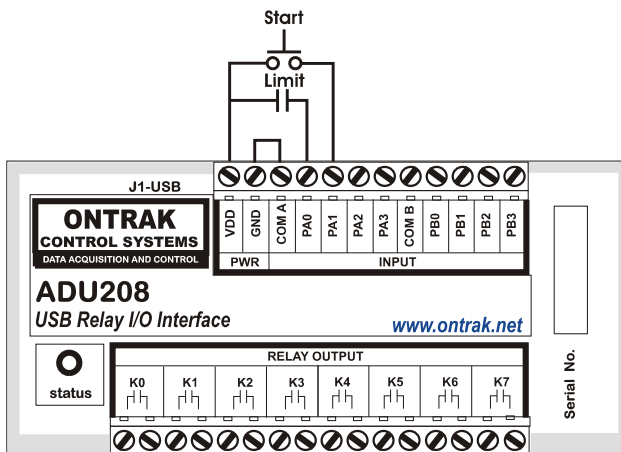 Start
Limit
J1-USB
ONTRAK
CONTROL SYSTEMS
DATA ACQUISITION AND CONTROL
VDD GND COM A PA0 PA1 PA2 PA3 COM B PB0 PB1 PB2 PB3
PWR INPUT
ADU208
USB Relay I/O Interface
www.ontrak.net
Serial No.
status
RELAY OUTPUT
K0 K1 K2 K3 K4 K5 K6 K7